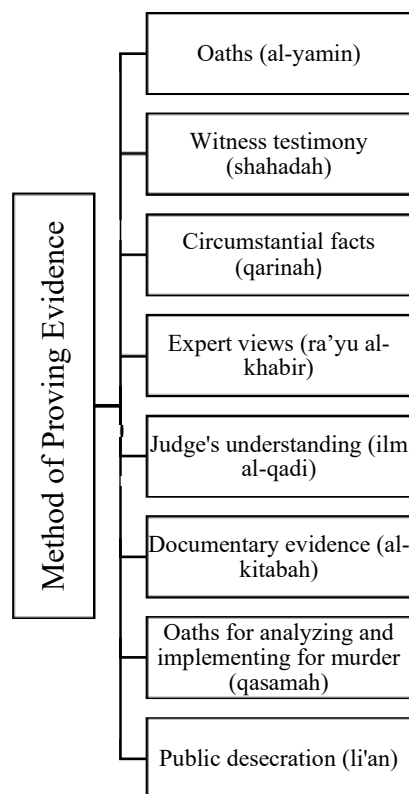 Method of Proving Evidence
Oaths (al-yamin)
Witness testimony
(shahadah)
Circumstantial facts
(qarinah)
Expert views (ra'yu al-
khabir)
Judge's understanding (ilm
al-qadi)
Documentary evidence (al-
kitabah)
Oaths for analyzing and
implementing for murder
(qasamah)
Public desecration (li'an)